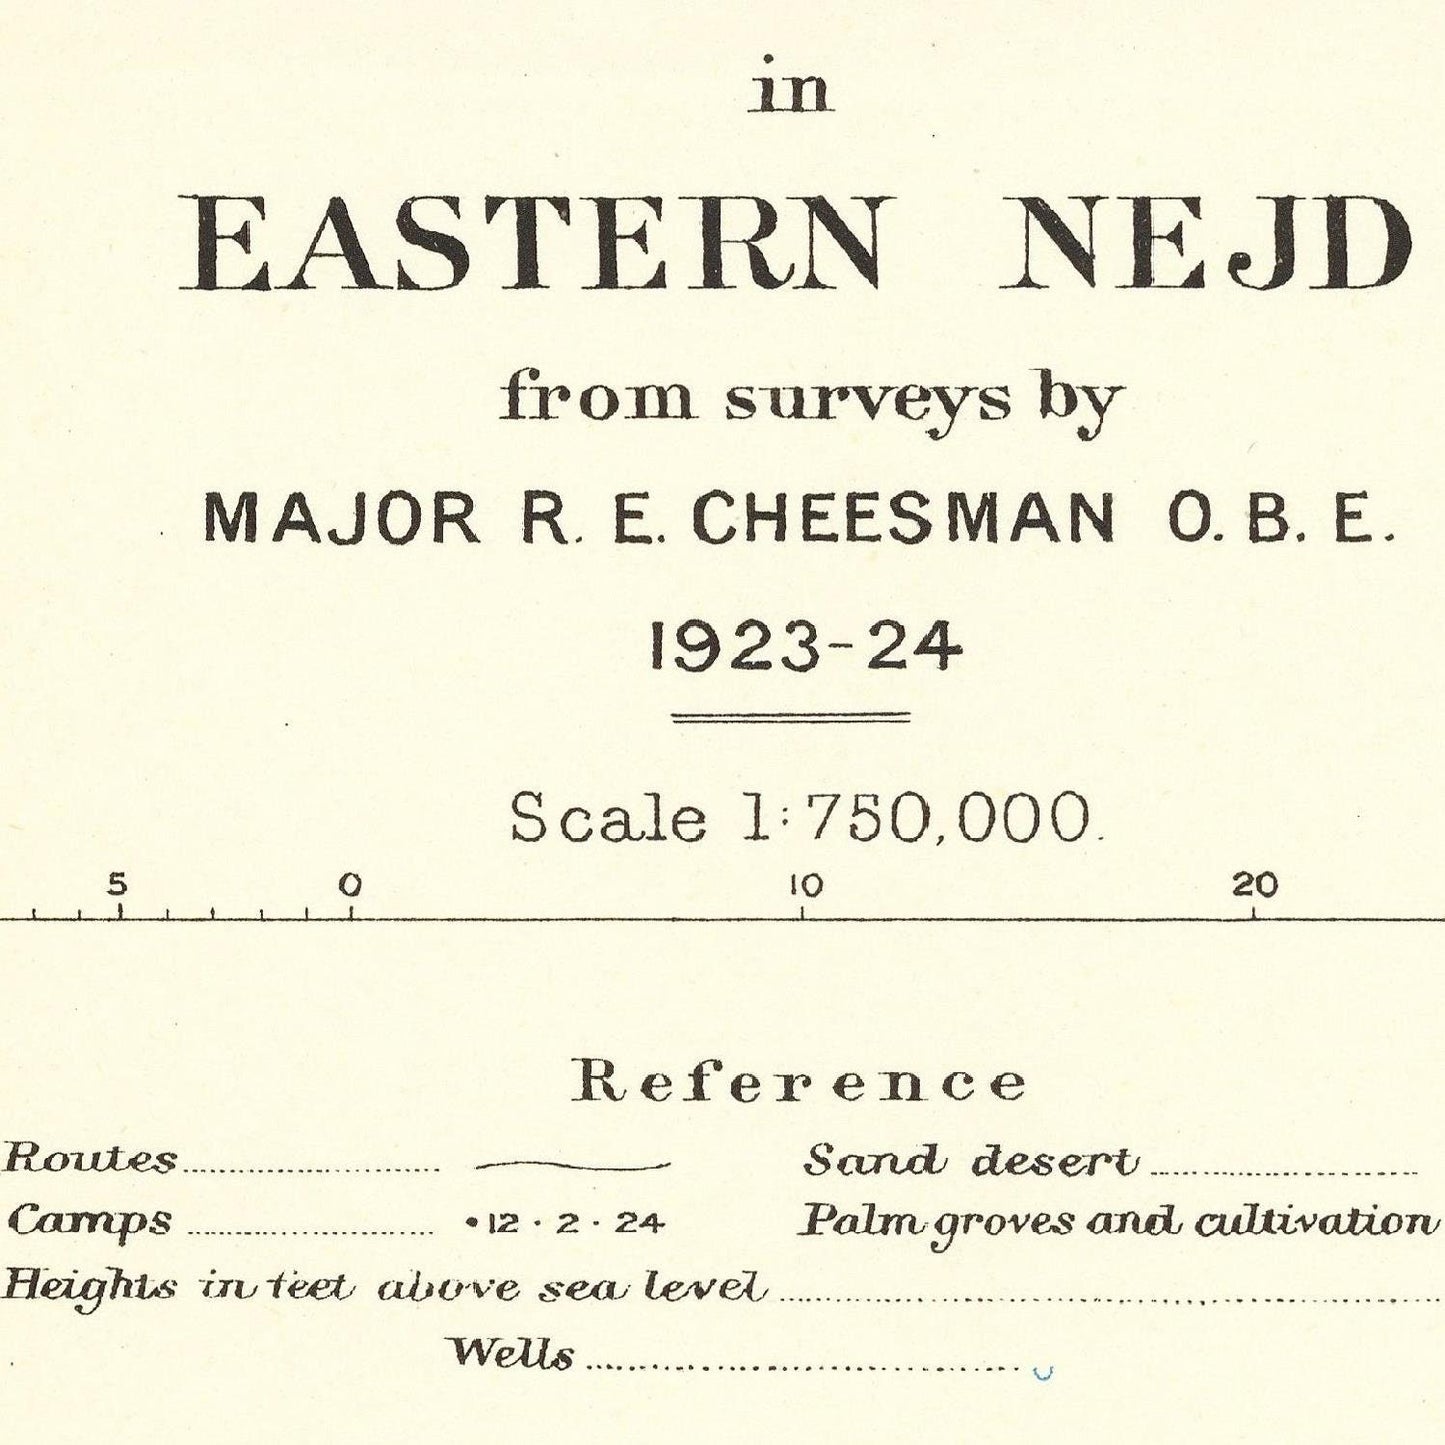 in
EASTERN NEJD
from surveys by
MAJOR R. E. CHEESMAN O. B. E.
1923-24
Scale 1:750,000.
5 0 10 20
Reference
Routes
Sand desert
Camps • 12 · 2 · 24
Palm groves and cultivation
Heights in feet above sea level
Wells